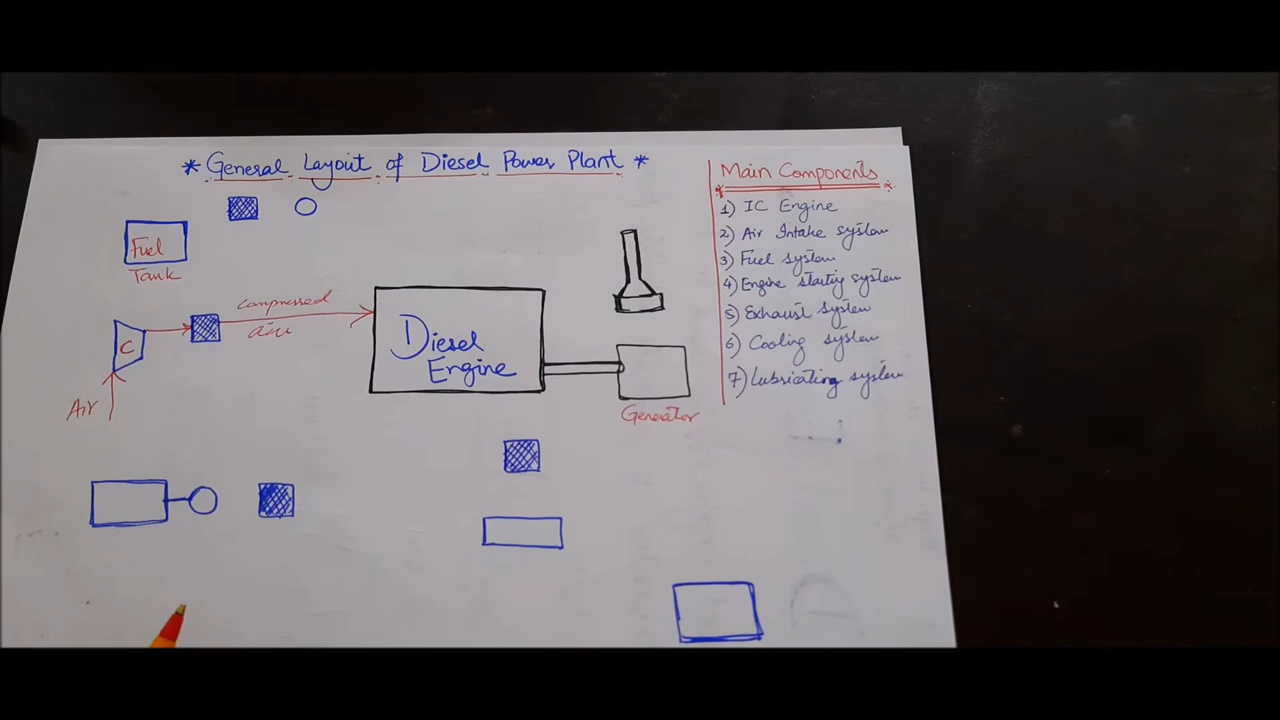 * General Layout of Diesel Power Plant *
Fuel
Tank
compressed
air
C
Air
Diesel
Engine
Generator
Main Components
1) IC Engine
2) Air Intake system
3) Fuel system
4) Engine starting system
5) Exhaust system
6) Cooling system
7) Lubricating system